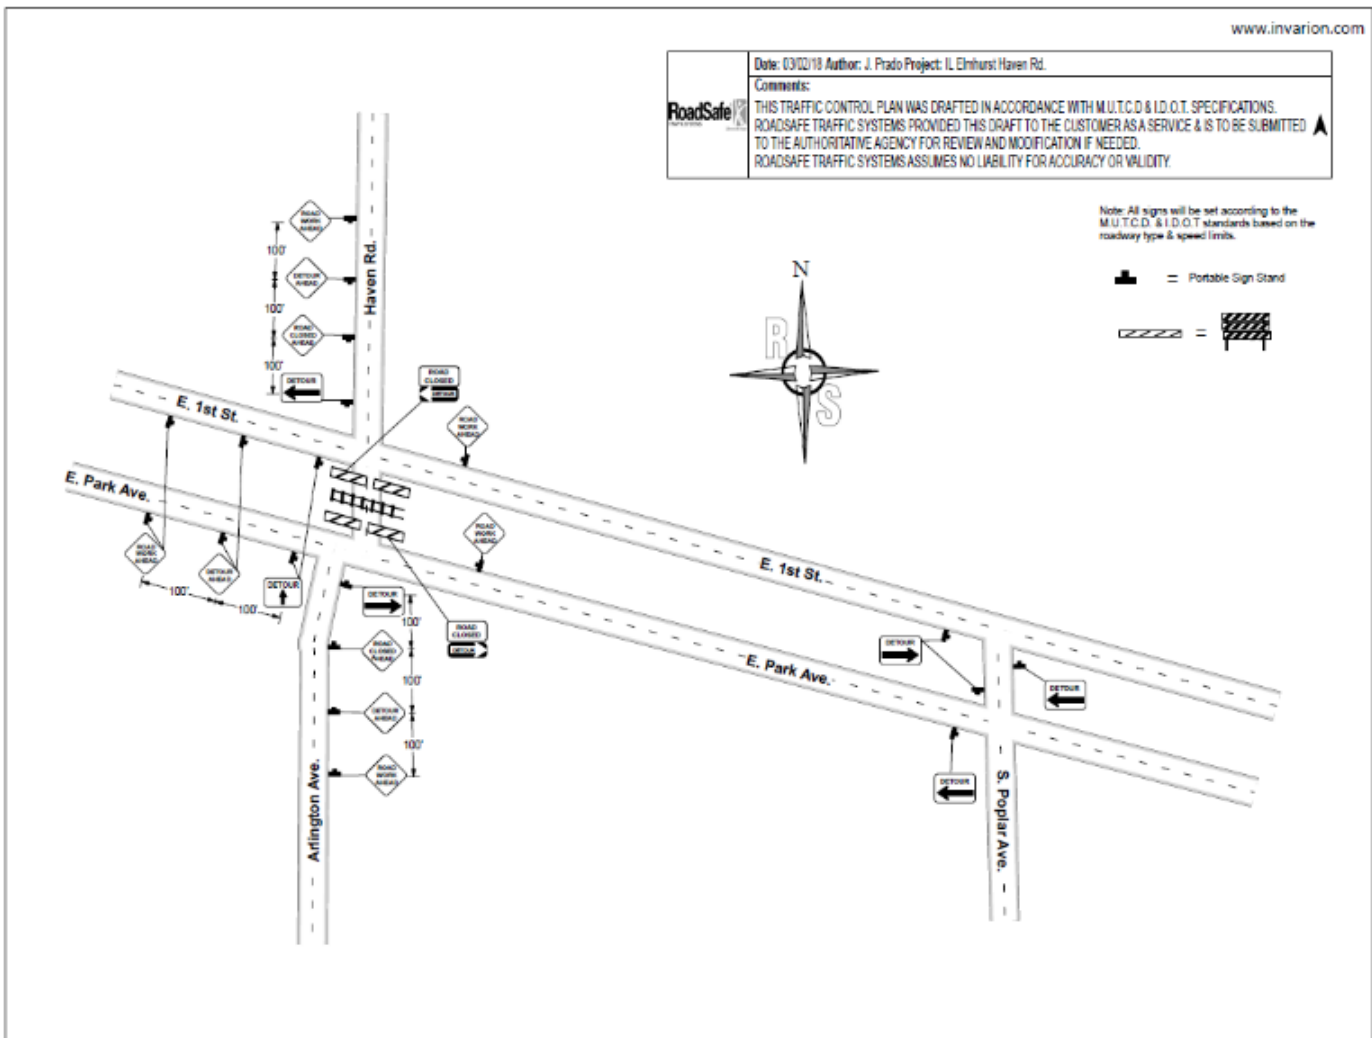 www.invarion.com
Date: 03/02/18 Author: J. Prado Project: IL Elmhurst Haven Rd.
Comments:
THIS TRAFFIC CONTROL PLAN WAS DRAFTED IN ACCORDANCE WITH M.U.T.C.D & I.D.O.T. SPECIFICATIONS.
ROADSAFE TRAFFIC SYSTEMS PROVIDED THIS DRAFT TO THE CUSTOMER AS A SERVICE & IS TO BE SUBMITTED
TO THE AUTHORITATIVE AGENCY FOR REVIEW AND MODIFICATION IF NEEDED.
ROADSAFE TRAFFIC SYSTEMS ASSUMES NO LIABILITY FOR ACCURACY OR VALIDITY.
RoadSafe
Note: All signs will be set according to the
M.U.T.C.D. & I.D.O.T standards based on the
roadway type & speed limits.
= Portable Sign Stand
=
N
R
S
Haven Rd.
ROAD
WORK
AHEAD
100'
DETOUR
AHEAD
100'
ROAD
CLOSED
AHEAD
100'
DETOUR
E. 1st St.
ROAD
CLOSED
DETOUR
ROAD
WORK
AHEAD
E. Park Ave.
ROAD
WORK
AHEAD
ROAD
WORK
AHEAD
DETOUR
AHEAD
DETOUR
100'
100'
DETOUR
100'
ROAD
CLOSED
AHEAD
100'
DETOUR
AHEAD
100'
ROAD
WORK
AHEAD
ROAD
CLOSED
DETOUR
Arlington Ave.
E. 1st St.
E. Park Ave.
DETOUR
DETOUR
DETOUR
S. Poplar Ave.